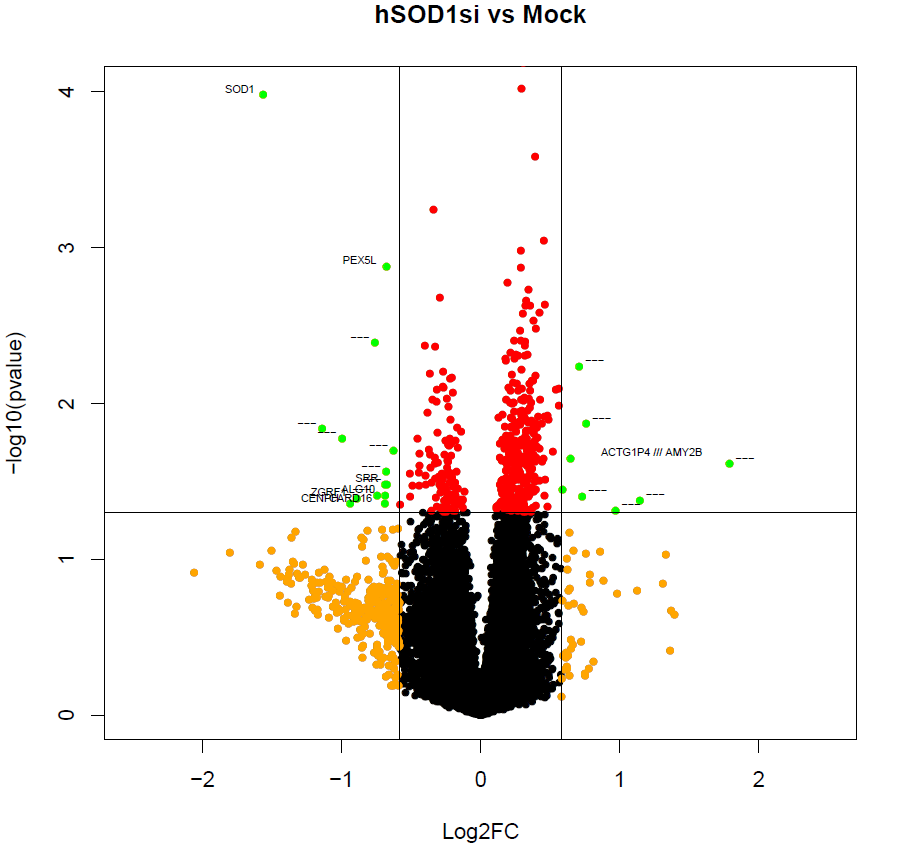 hSOD1si vs Mock
−log10(pvalue)
4
3
2
1
0
SOD1
PEX5L
---
---
---
---
---
SRR
ALG10
---
---
ACTG1P4 /// AMY2B
---
---
---
---
−2
−1
0
1
2
Log2FC